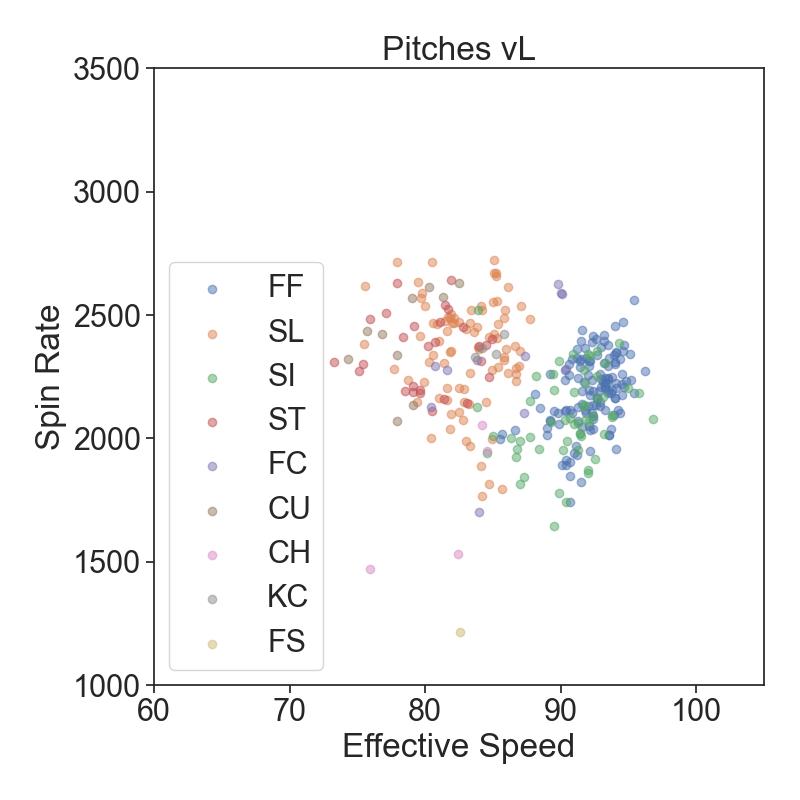 Pitches vL
3500
3000
2500
2000
1500
1000
Spin Rate
FF
SL
SI
ST
FC
CU
CH
KC
FS
60 70 80 90 100
Effective Speed